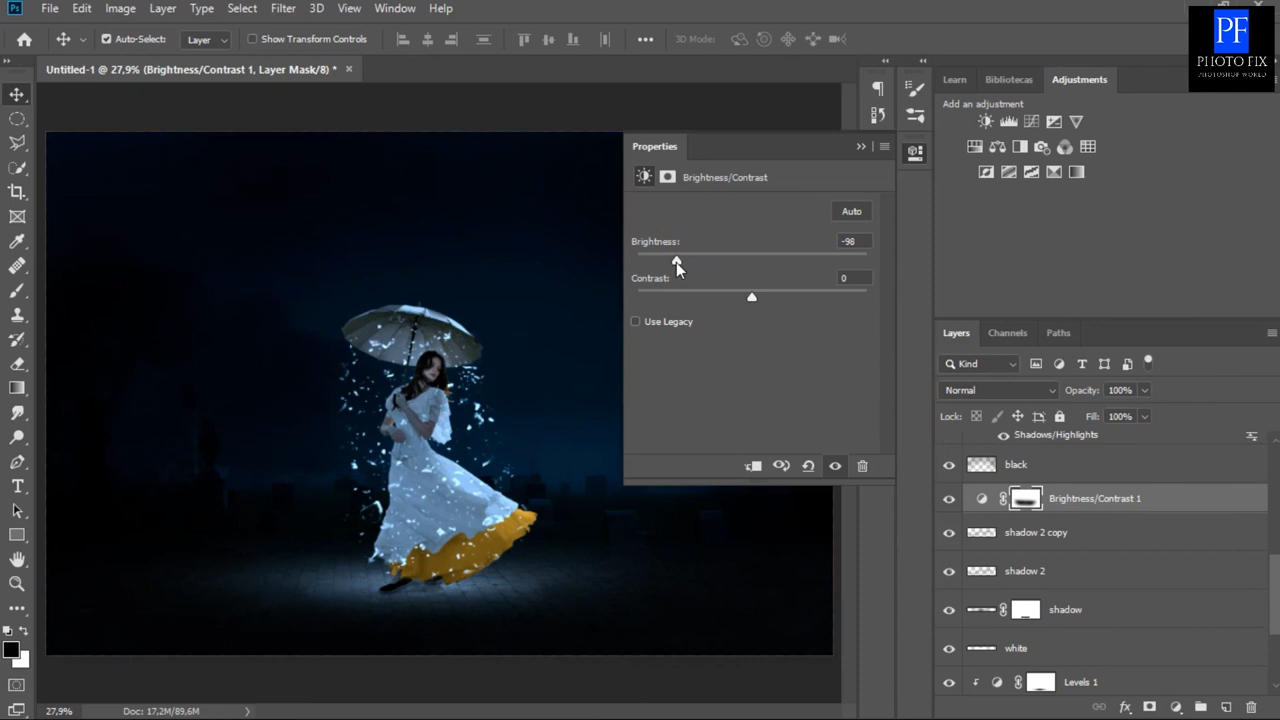 Ps File Edit Image Layer Type Select Filter 3D View Window Help
Auto-Select: Layer Show Transform Controls 3D Mode:
PF
PHOTO FIX
PHOTOSHOP WORLD
Untitled-1 @ 27,9% (Brightness/Contrast 1, Layer Mask/8) *
Learn Bibliotecas Adjustments
Add an adjustment
Properties
Brightness/Contrast
Auto
Brightness: -98
Contrast: 0
Use Legacy
Layers Channels Paths
Kind
Normal Opacity: 100%
Lock: Fill: 100%
Shadows/Highlights
black
Brightness/Contrast 1
shadow 2 copy
shadow 2
shadow
white
Levels 1
27,9% Doc: 17,2M/89,6M